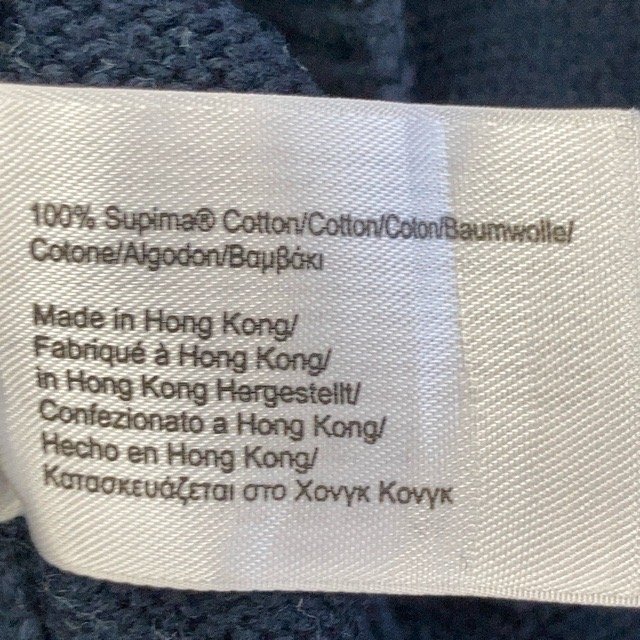 100% Supima® Cotton/Cotton/Coton/Baumwolle/
Cotone/Algodon/Βαμβάκι
Made in Hong Kong/
Fabriqué à Hong Kong/
in Hong Kong Hergestellt/
Confezionato a Hong Kong/
Hecho en Hong Kong/
Κατασκευάζεται στο Χονγκ Κονγκ